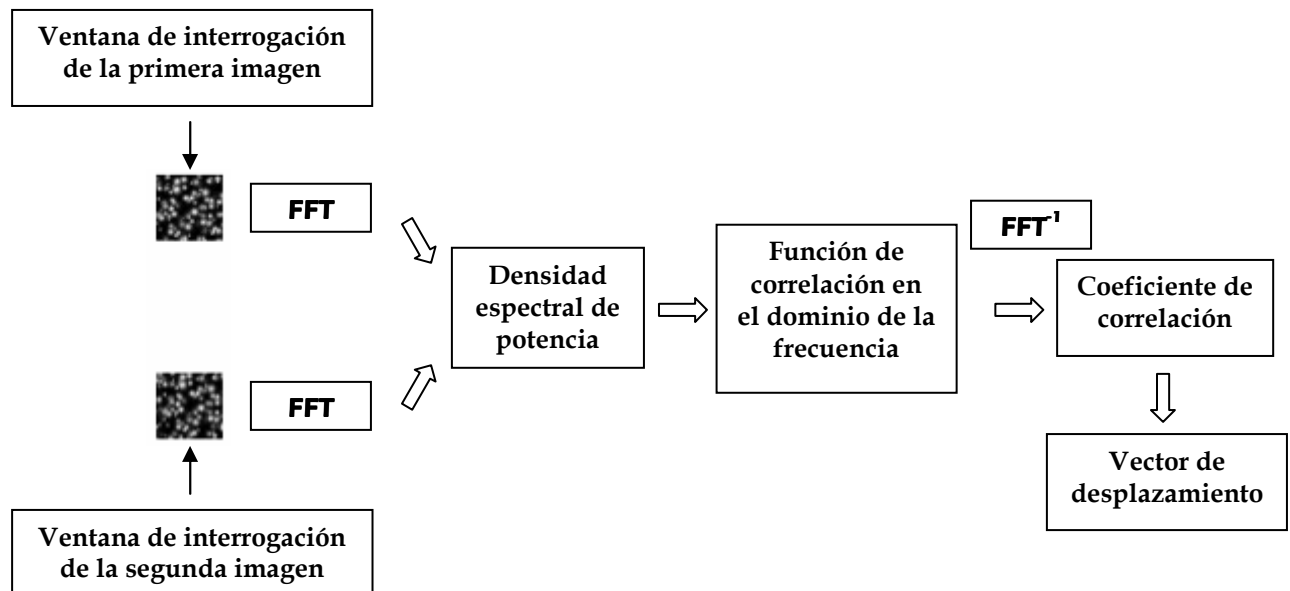 Ventana de interrogación
de la primera imagen
FFT
Densidad
espectral de
potencia
Función de
correlación en
el dominio de la
frecuencia
FFT⁻¹
Coeficiente de
correlación
Vector de
desplazamiento
FFT
Ventana de interrogación
de la segunda imagen